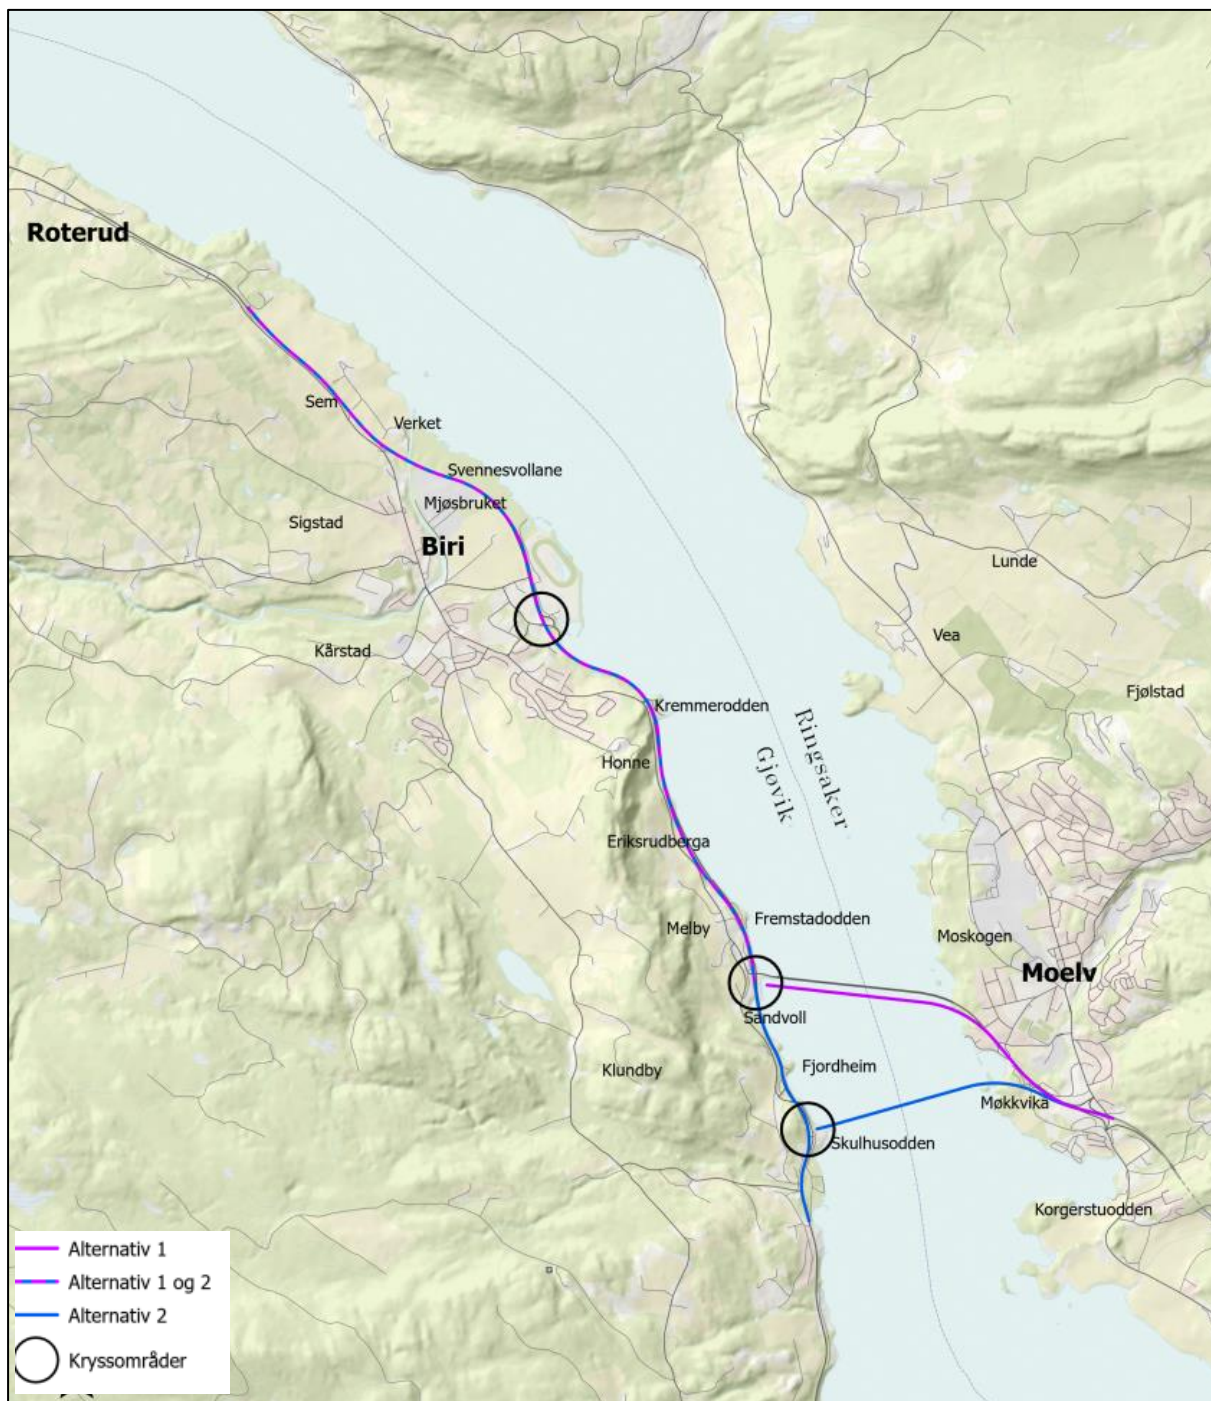 Roterud
Sem
Verket
Svennesvollane
Mjøsbruket
Sigstad
Biri
Lunde
Vea
Kårstad
Fjølstad
Kremmerodden
Ringsaker
Gjøvik
Honne
Eriksrudberga
Fremstadodden
Melby
Moskogen
Moelv
Sandvoll
Fjordheim
Klundby
Møkkvika
Skulhusodden
Korgerstuodden
Alternativ 1
Alternativ 1 og 2
Alternativ 2
Kryssområder